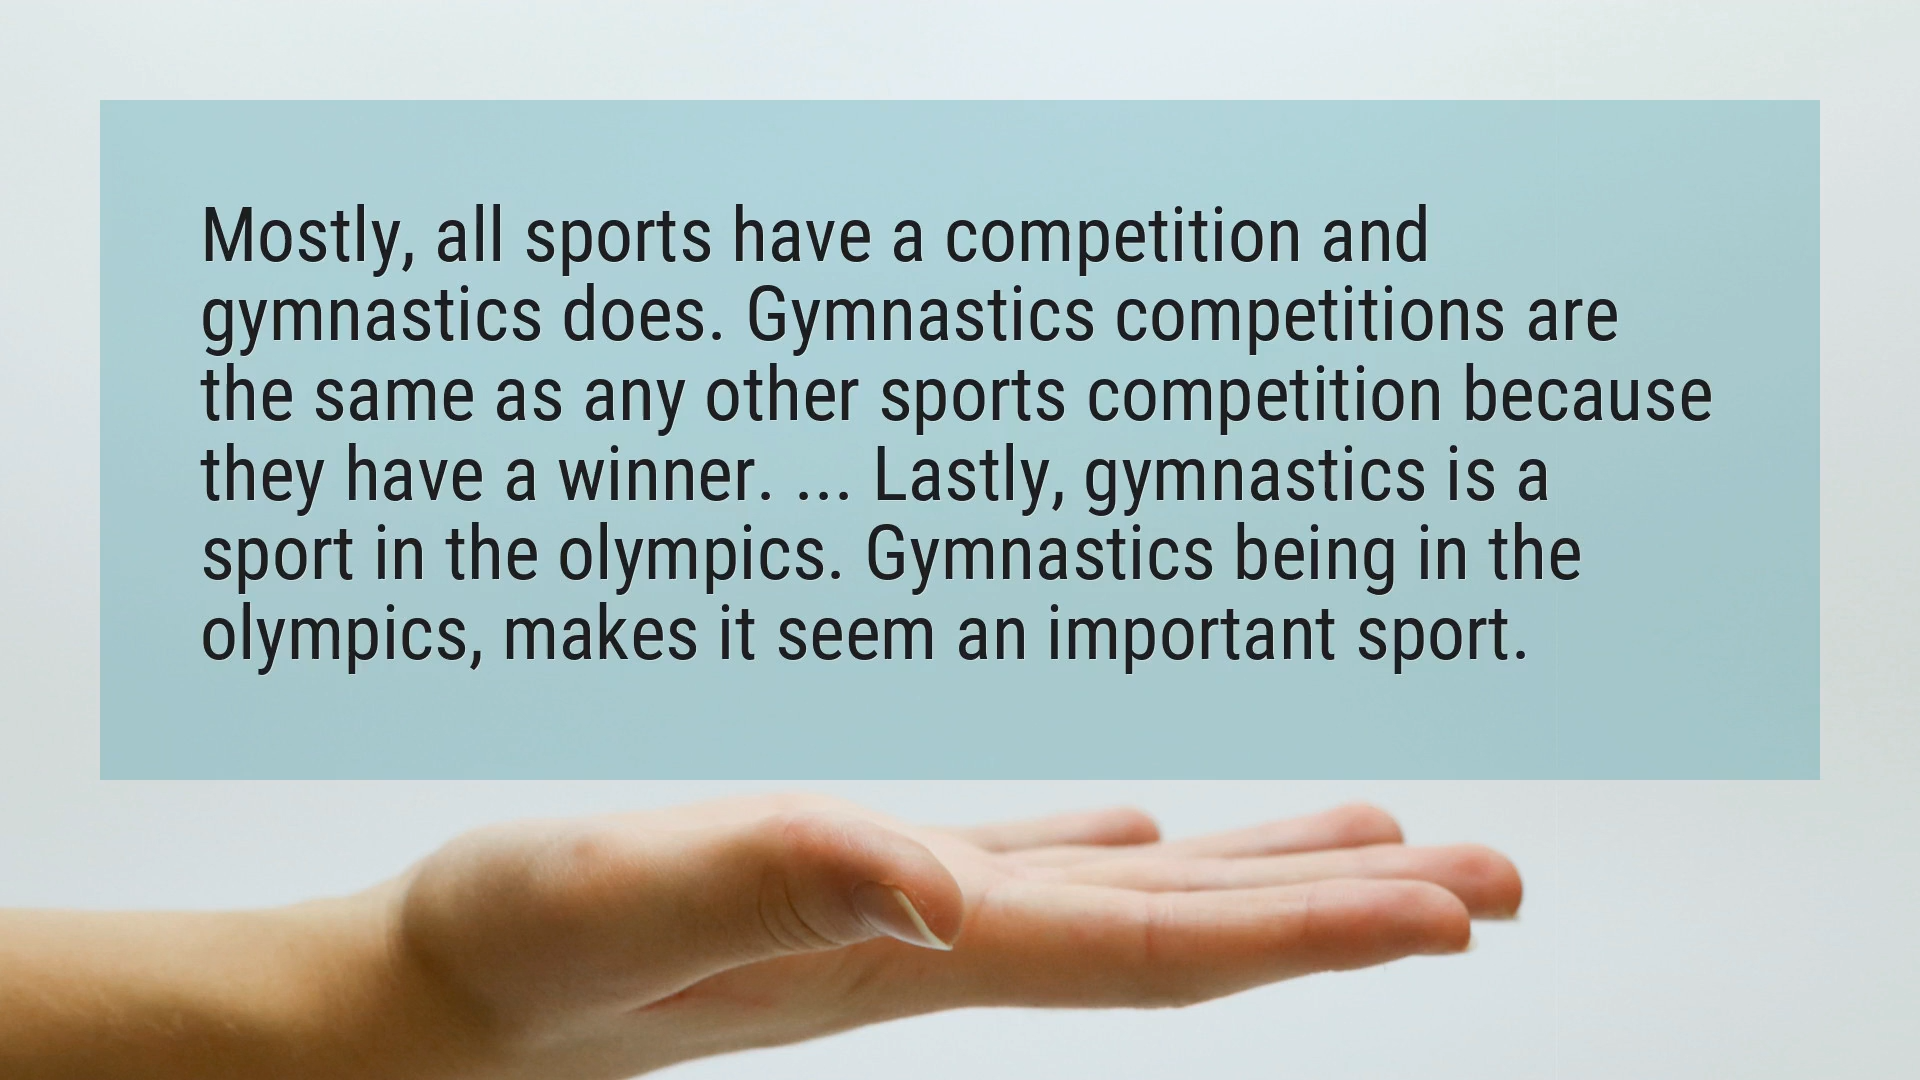 Mostly, all sports have a competition and
gymnastics does. Gymnastics competitions are
the same as any other sports competition because
they have a winner. ... Lastly, gymnastics is a
sport in the olympics. Gymnastics being in the
olympics, makes it seem an important sport.